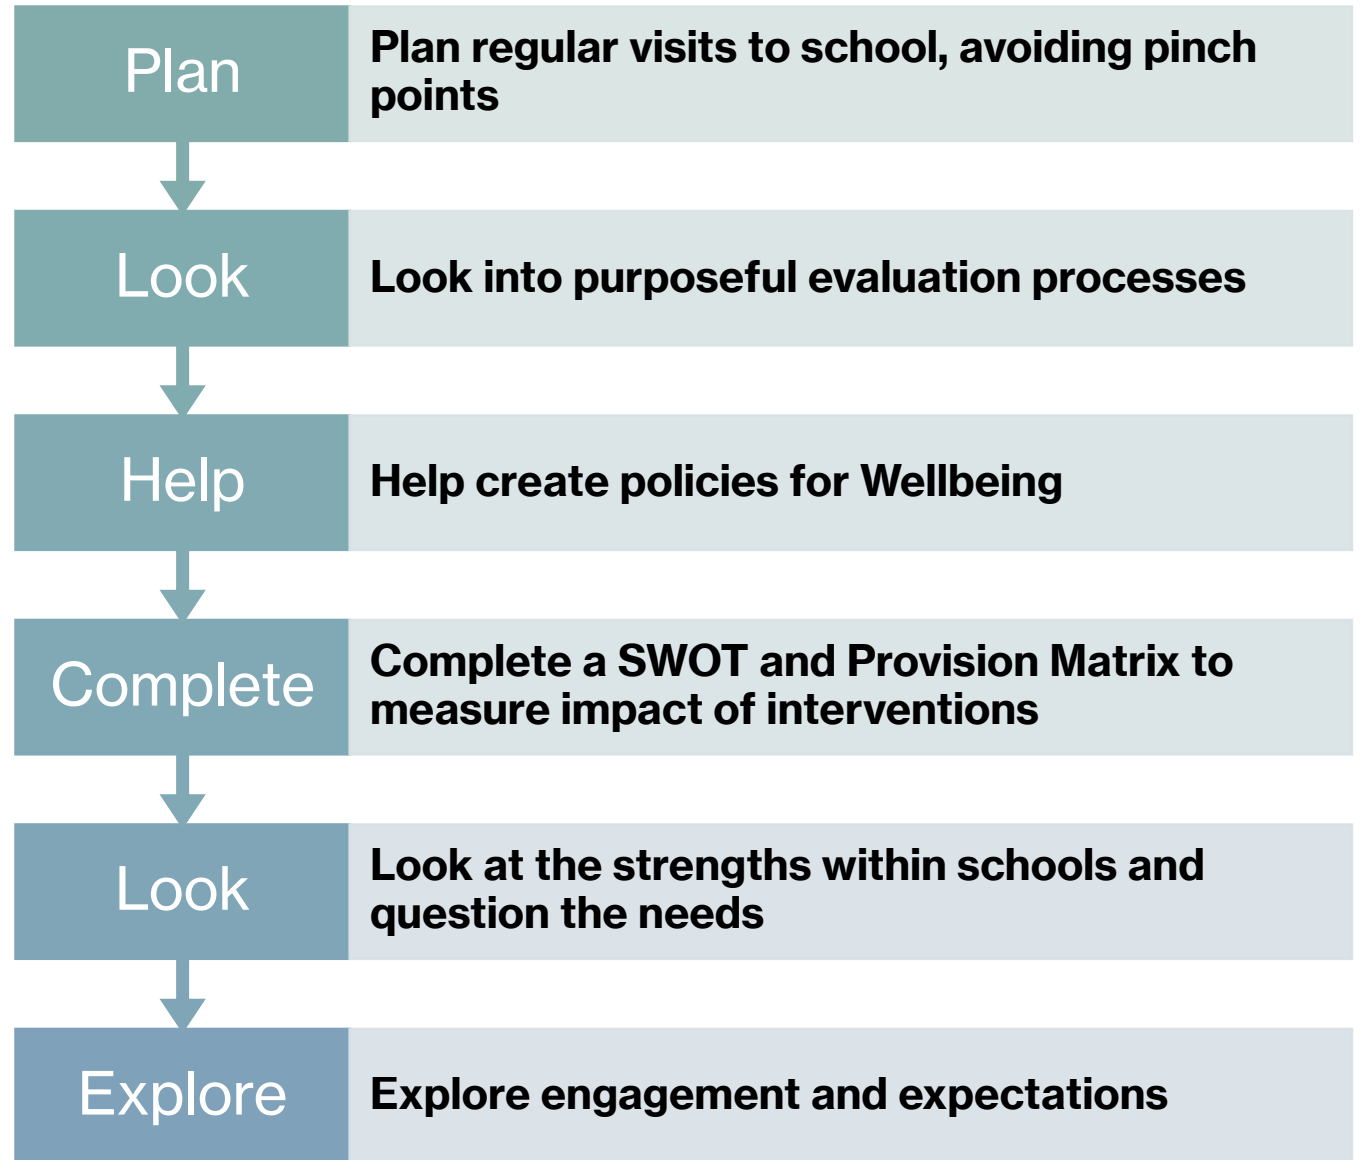 Plan
Plan regular visits to school, avoiding pinch
points
Look
Look into purposeful evaluation processes
Help
Help create policies for Wellbeing
Complete
Complete a SWOT and Provision Matrix to
measure impact of interventions
Look
Look at the strengths within schools and
question the needs
Explore
Explore engagement and expectations